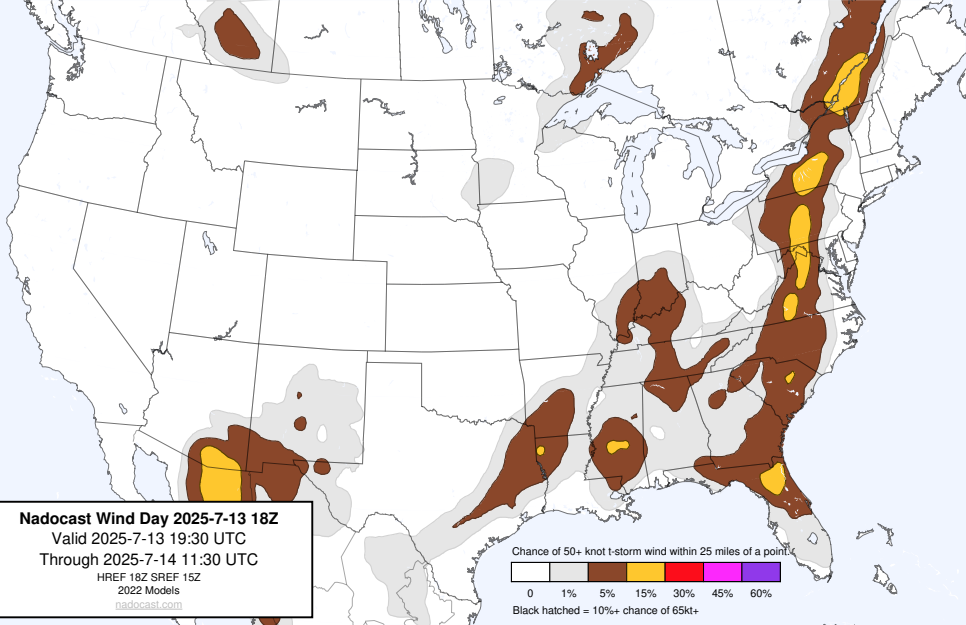 Nadocast Wind Day 2025-7-13 18Z
Valid 2025-7-13 19:30 UTC
Through 2025-7-14 11:30 UTC
HREF 18Z SREF 15Z
2022 Models
nadocast.com
Chance of 50+ knot t-storm wind within 25 miles of a point.
0 1% 5% 15% 30% 45% 60%
Black hatched = 10%+ chance of 65kt+